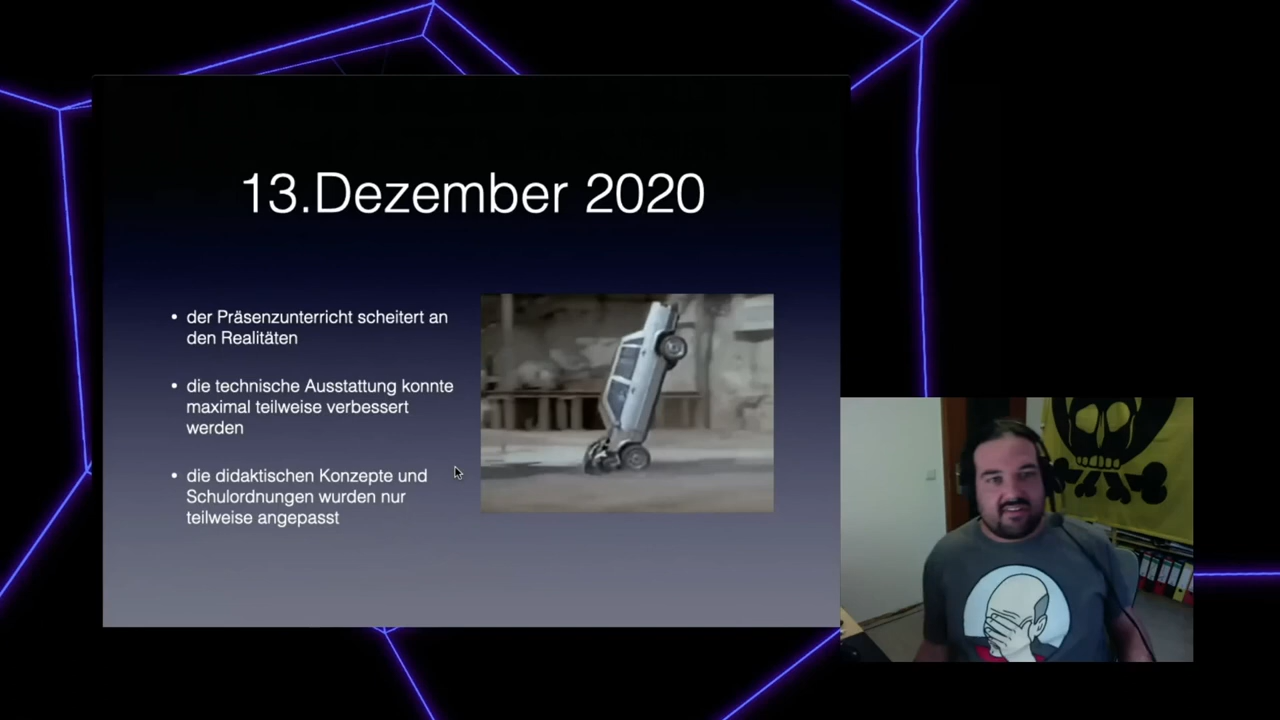 13.Dezember 2020
• der Präsenzunterricht scheitert an
den Realitäten
• die technische Ausstattung konnte
maximal teilweise verbessert
werden
• die didaktischen Konzepte und
Schulordnungen wurden nur
teilweise angepasst